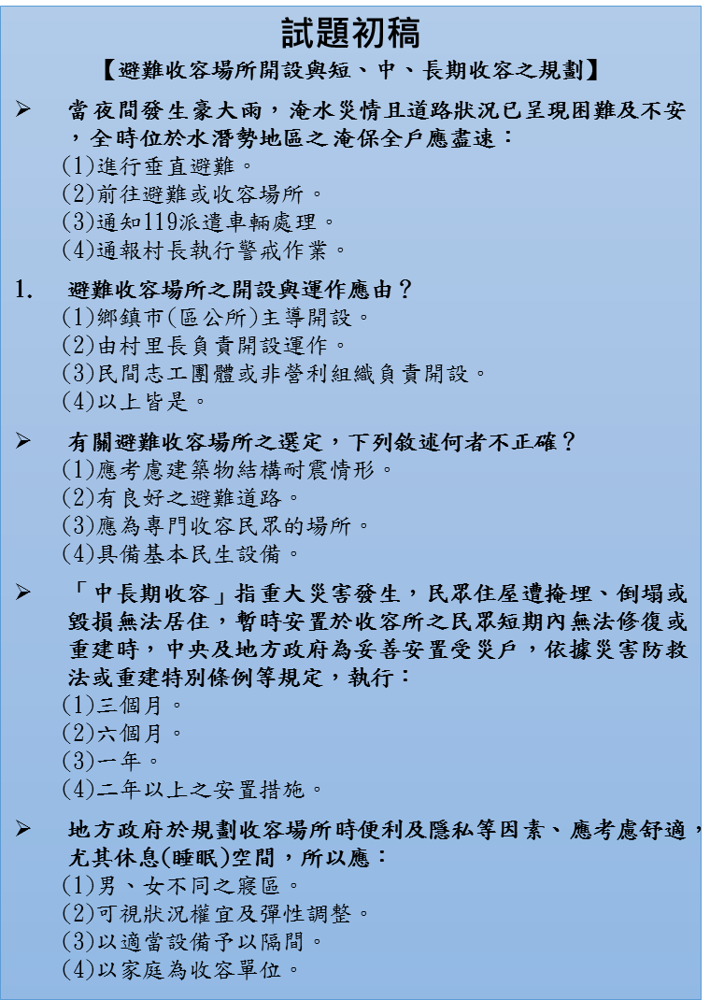 試題初稿
【避難收容場所開設與短、中、長期收容之規劃】
➢ 當夜間發生豪大雨，淹水災情且道路狀況已呈現困難及不安
，全時位於水潛勢地區之淹保全戶應盡速：
(1)進行垂直避難。
(2)前往避難或收容場所。
(3)通知119派遣車輛處理。
(4)通報村長執行警戒作業。
1. 避難收容場所之開設與運作應由？
(1)鄉鎮市(區公所)主導開設。
(2)由村里長負責開設運作。
(3)民間志工團體或非營利組織負責開設。
(4)以上皆是。
➢ 有關避難收容場所之選定，下列敘述何者不正確？
(1)應考慮建築物結構耐震情形。
(2)有良好之避難道路。
(3)應為專門收容民眾的場所。
(4)具備基本民生設備。
➢ 「中長期收容」指重大災害發生，民眾住屋遭掩埋、倒塌或
毀損無法居住，暫時安置於收容所之民眾短期內無法修復或
重建時，中央及地方政府為妥善安置受災戶，依據災害防救
法或重建特別條例等規定，執行：
(1)三個月。
(2)六個月。
(3)一年。
(4)二年以上之安置措施。
➢ 地方政府於規劃收容場所時便利及隱私等因素、應考慮舒適，
尤其休息(睡眠)空間，所以應：
(1)男、女不同之寢區。
(2)可視狀況權宜及彈性調整。
(3)以適當設備予以隔間。
(4)以家庭為收容單位。